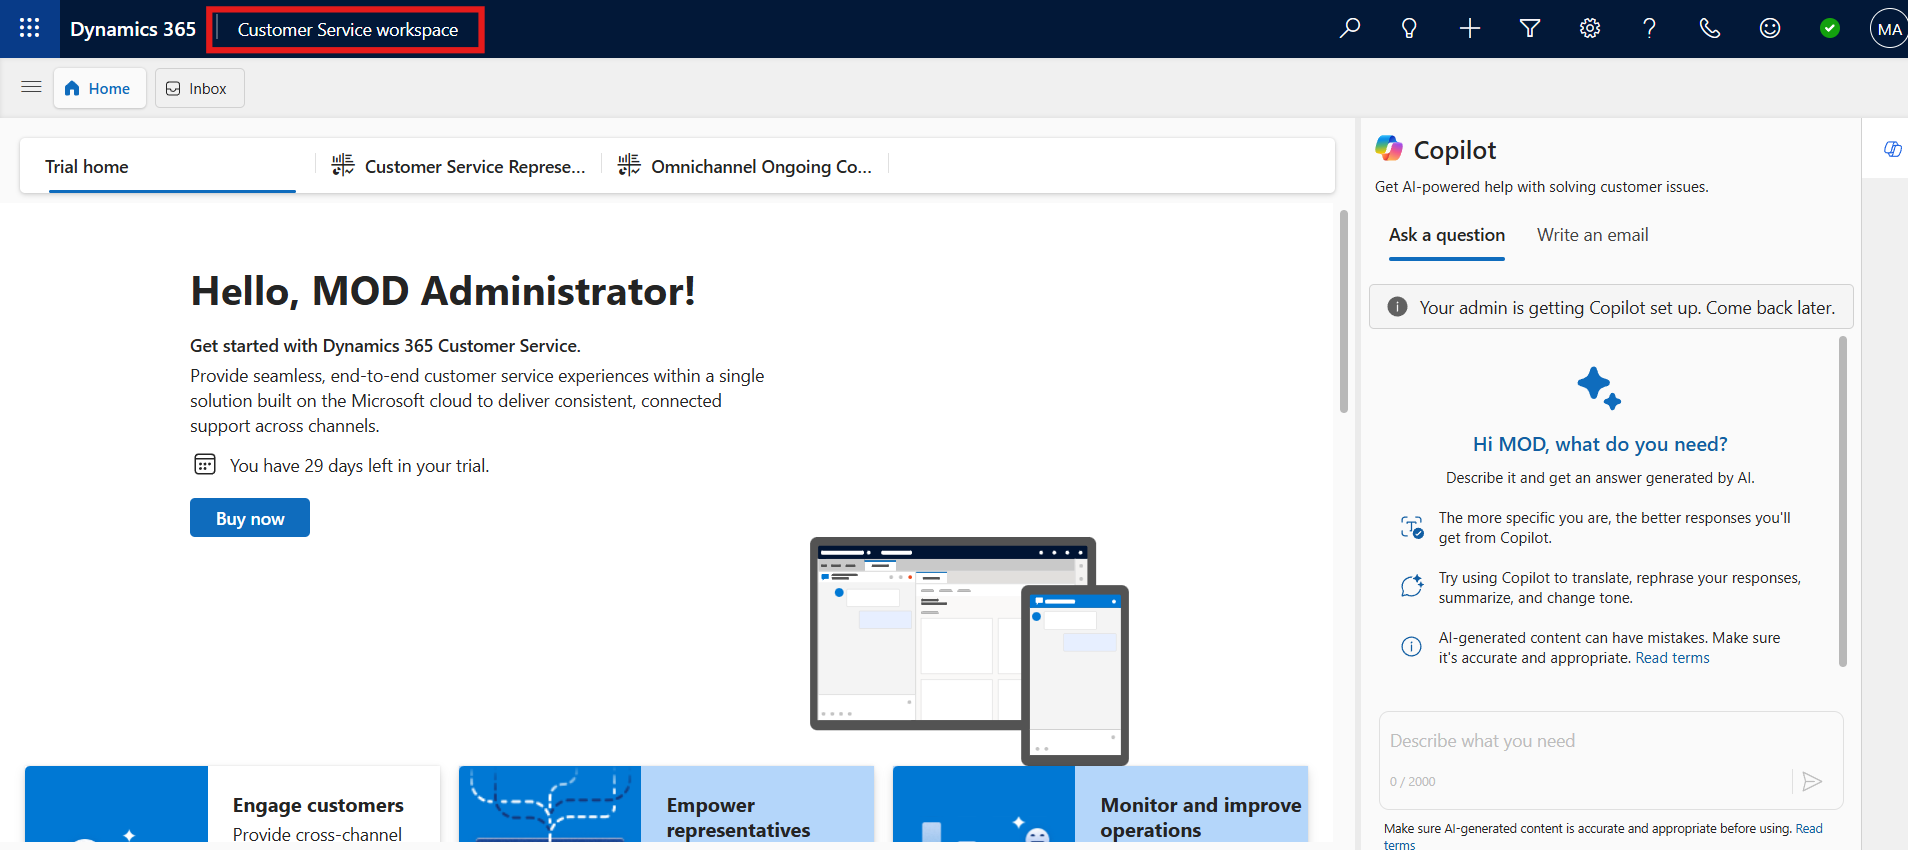 Dynamics 365
Customer Service workspace
MA
Home
Inbox
Trial home
Customer Service Represe...
Omnichannel Ongoing Co...
Hello, MOD Administrator!
Get started with Dynamics 365 Customer Service.
Provide seamless, end-to-end customer service experiences within a single
solution built on the Microsoft cloud to deliver consistent, connected
support across channels.
You have 29 days left in your trial.
Buy now
Engage customers
Provide cross-channel
Empower
representatives
Monitor and improve
operations
Copilot
Get AI-powered help with solving customer issues.
Ask a question
Write an email
Your admin is getting Copilot set up. Come back later.
Hi MOD, what do you need?
Describe it and get an answer generated by AI.
The more specific you are, the better responses you'll
get from Copilot.
Try using Copilot to translate, rephrase your responses,
summarize, and change tone.
AI-generated content can have mistakes. Make sure
it's accurate and appropriate. Read terms
Describe what you need
0 / 2000
Make sure AI-generated content is accurate and appropriate before using. Read
terms